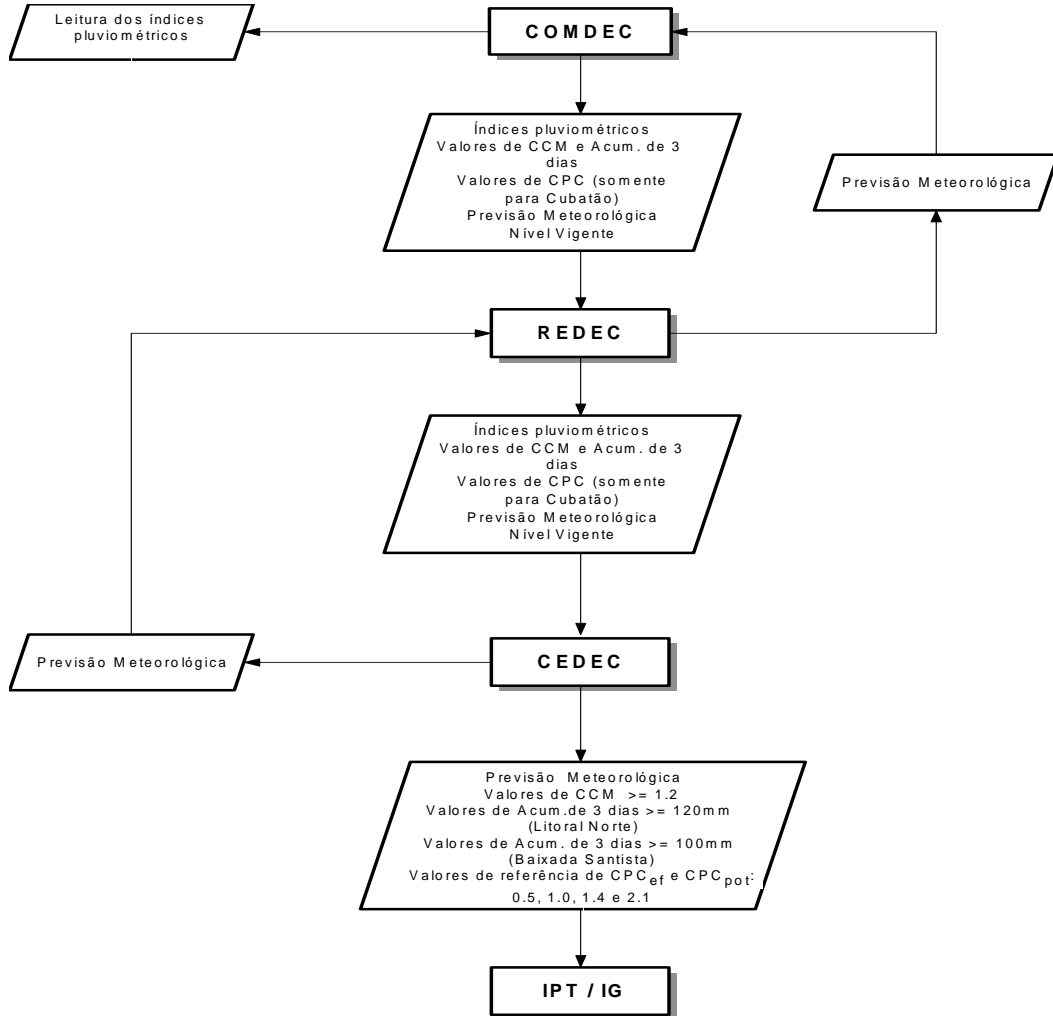 Leitura dos índices
pluviométricos
COMDEC
Índices pluviométricos
Valores de CCM e Acum. de 3
dias
Valores de CPC (somente
para Cubatão)
Previsão Meteorológica
Nível Vigente
Previsão Meteorológica
REDEC
Índices pluviométricos
Valores de CCM e Acum. de 3
dias
Valores de CPC (somente
para Cubatão)
Previsão Meteorológica
Nível Vigente
Previsão Meteorológica
CEDEC
Previsão Meteorológica
Valores de CCM >= 1.2
Valores de Acum.de 3 dias >= 120mm
(Litoral Norte)
Valores de Acum. de 3 dias >= 100mm
(Baixada Santista)
Valores de referência de CPCef e CPCpot:
0.5, 1.0, 1.4 e 2.1
IPT / IG